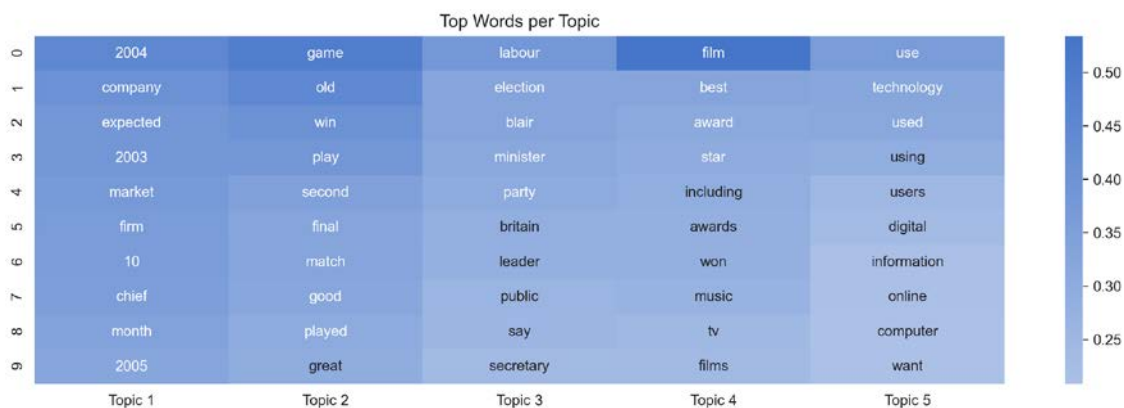 Top Words per Topic
0 2004 game labour film use
1 company old election best technology
2 expected win blair award used
3 2003 play minister star using
4 market second party including users
5 firm final britain awards digital
6 10 match leader won information
7 chief good public music online
8 month played say tv computer
9 2005 great secretary films want
Topic 1 Topic 2 Topic 3 Topic 4 Topic 5
0.50
0.45
0.40
0.35
0.30
0.25